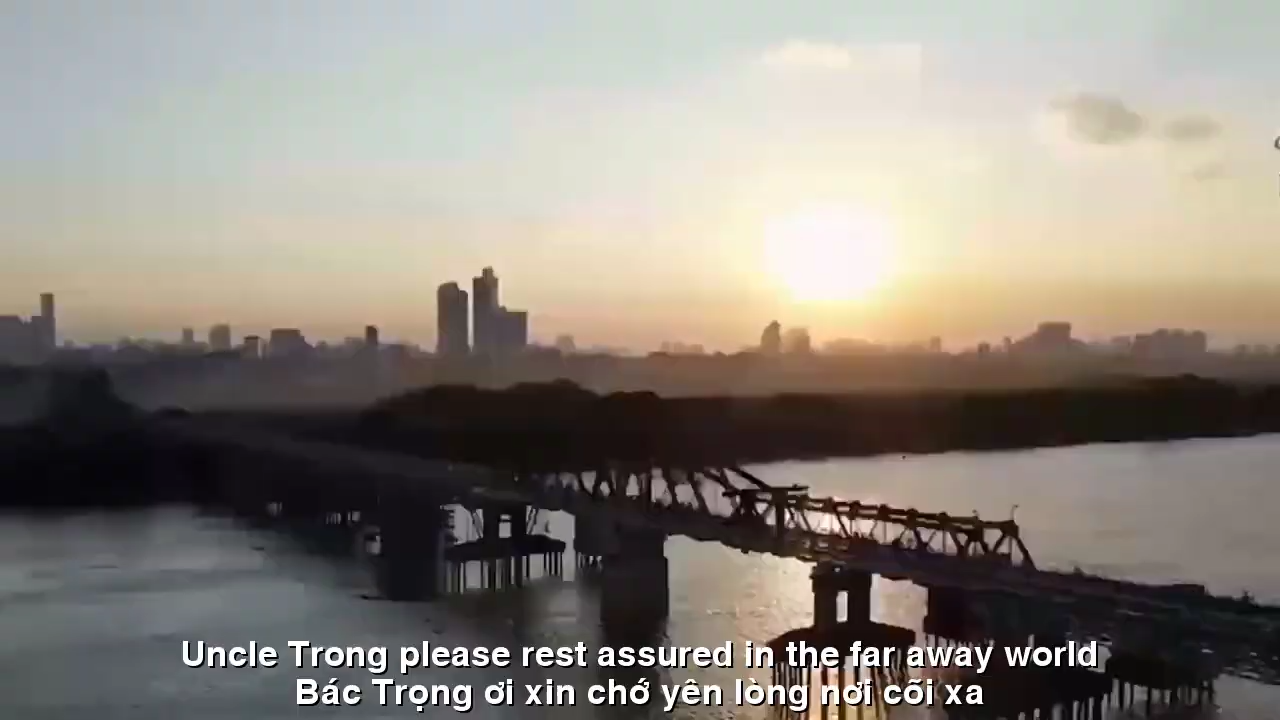 Uncle Trong please rest assured in the far away world
Bác Trọng ơi xin chớ yên lòng nơi cõi xa